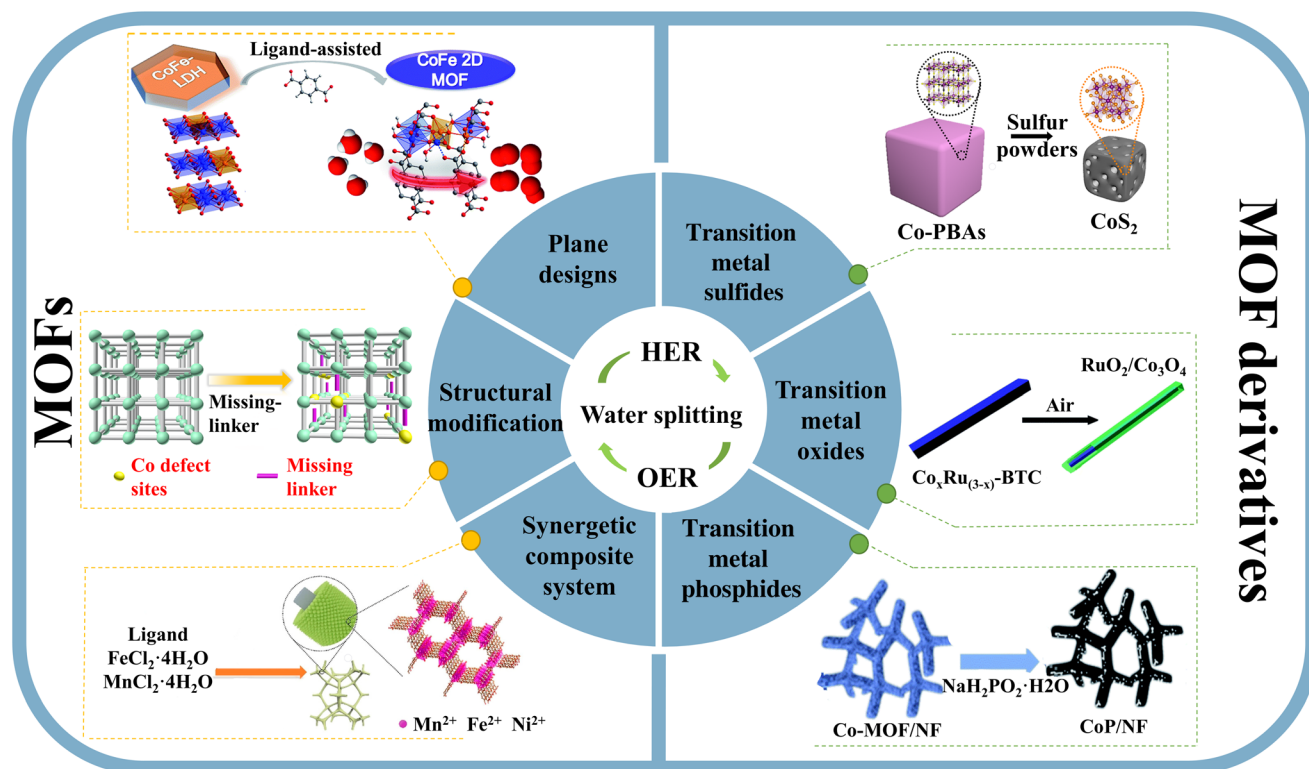 MOFs
Ligand-assisted
CoFe-
LDH
CoFe 2D
MOF
Missing-
linker
Co defect
sites
Missing
linker
Ligand
FeCl₂·4H₂O
MnCl₂·4H₂O
Mn²⁺ Fe²⁺ Ni²⁺
Plane
designs
Structural
modification
Synergetic
composite
system
Transition
metal
sulfides
Transition
metal
oxides
Transition
metal
phosphides
HER
Water splitting
OER
Sulfur
powders
Co-PBAs
CoS₂
RuO₂/Co₃O₄
Air
CoₓRu₍₃₋ₓ₎-BTC
NaH₂PO₂·H2O
Co-MOF/NF
CoP/NF
MOF derivatives